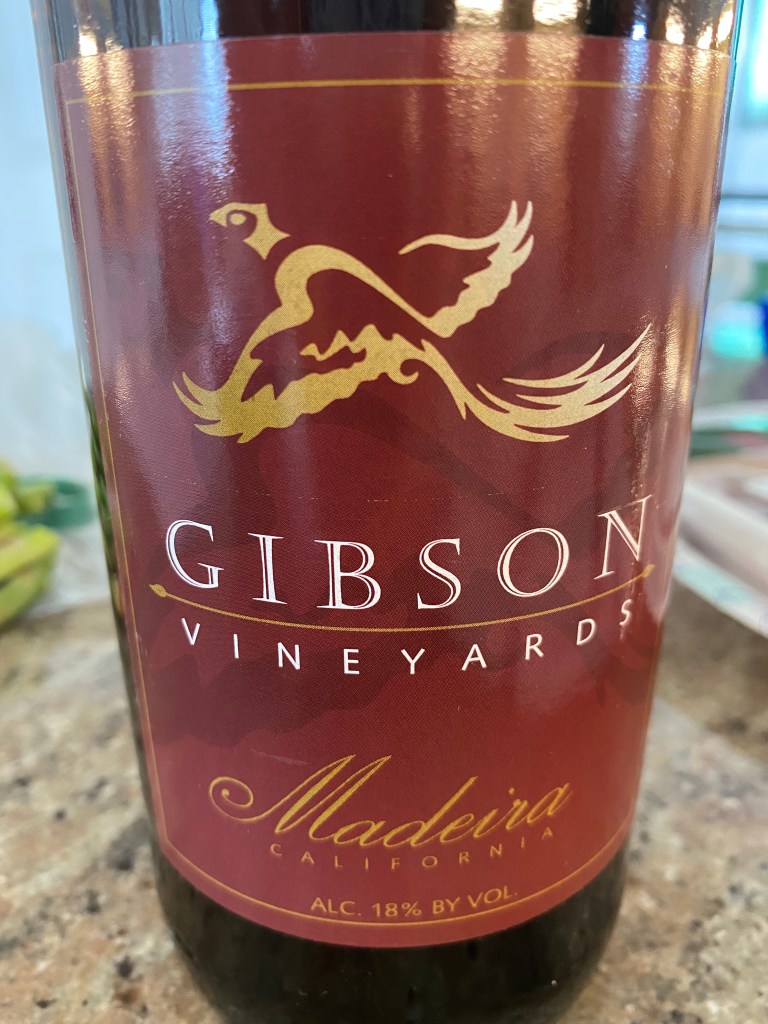 GIBSON
VINEYARDS
Madeira
CALIFORNIA
ALC. 18% BY VOL.